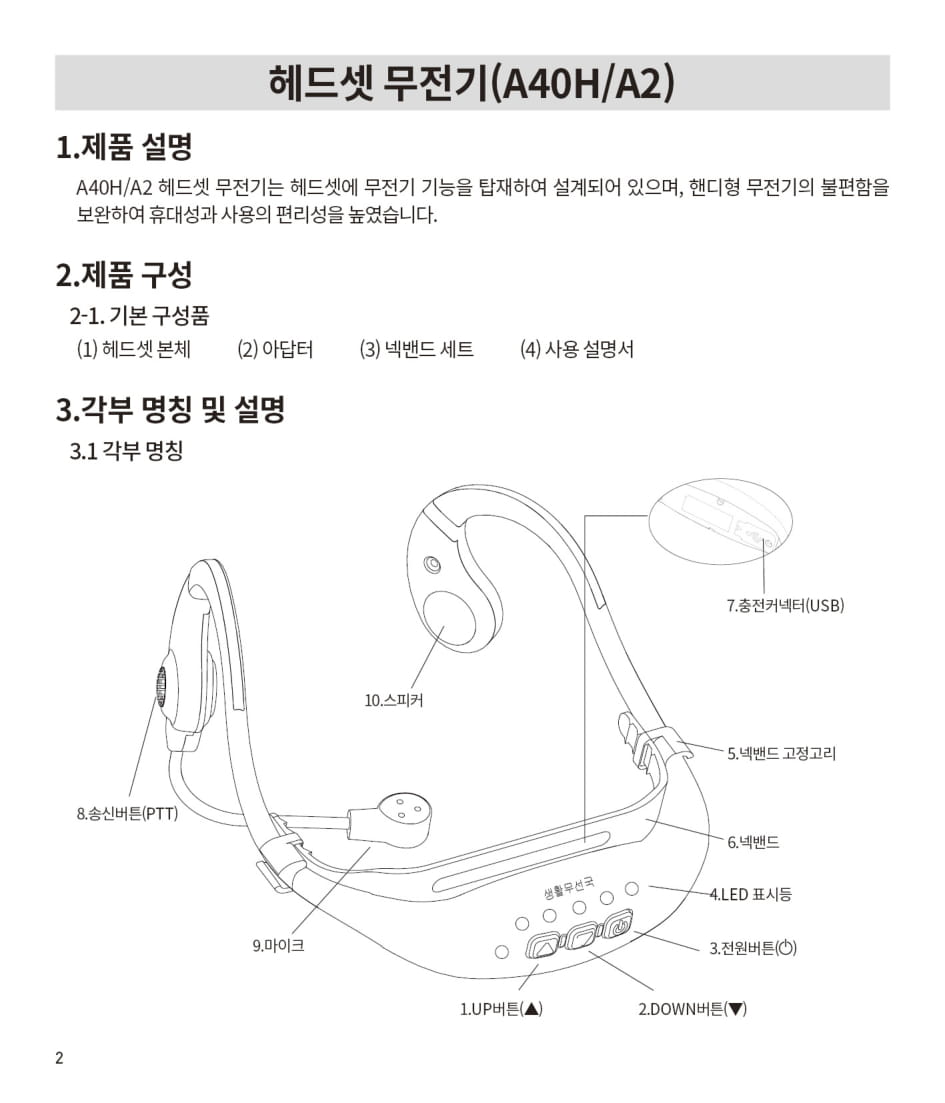 헤드셋 무전기(A40H/A2)
1.제품 설명
A40H/A2 헤드셋 무전기는 헤드셋에 무전기 기능을 탑재하여 설계되어 있으며, 핸디형 무전기의 불편함을
보완하여 휴대성과 사용의 편리성을 높였습니다.
2.제품 구성
2-1. 기본 구성품
(1) 헤드셋 본체 (2) 아답터 (3) 넥밴드 세트 (4) 사용 설명서
3.각부 명칭 및 설명
3.1 각부 명칭
7.충전커넥터(USB)
10.스피커
5.넥밴드 고정고리
8.송신버튼(PTT)
6.넥밴드
생활무선국
4.LED 표시등
9.마이크
3.전원버튼(⏻)
1.UP버튼(▲)
2.DOWN버튼(▼)
2